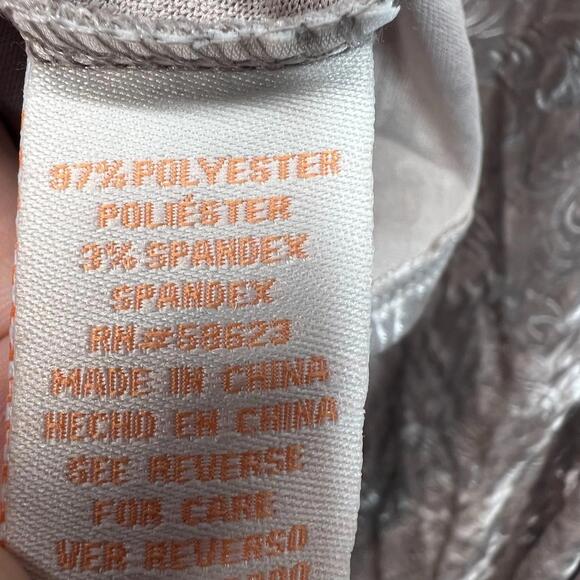 97% POLYESTER
POLIÉSTER
3% SPANDEX
SPANDEX
RN#58623
MADE IN CHINA
HECHO EN CHINA
SEE REVERSE
FOR CARE
VER REVERSO